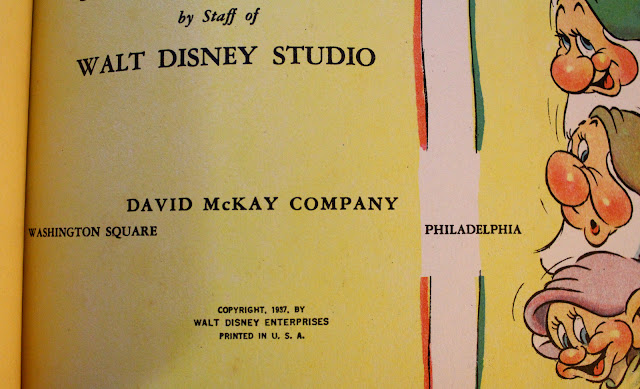 by Staff of
WALT DISNEY STUDIO
DAVID McKAY COMPANY
WASHINGTON SQUARE PHILADELPHIA
COPYRIGHT, 1937, BY
WALT DISNEY ENTERPRISES
PRINTED IN U. S. A.